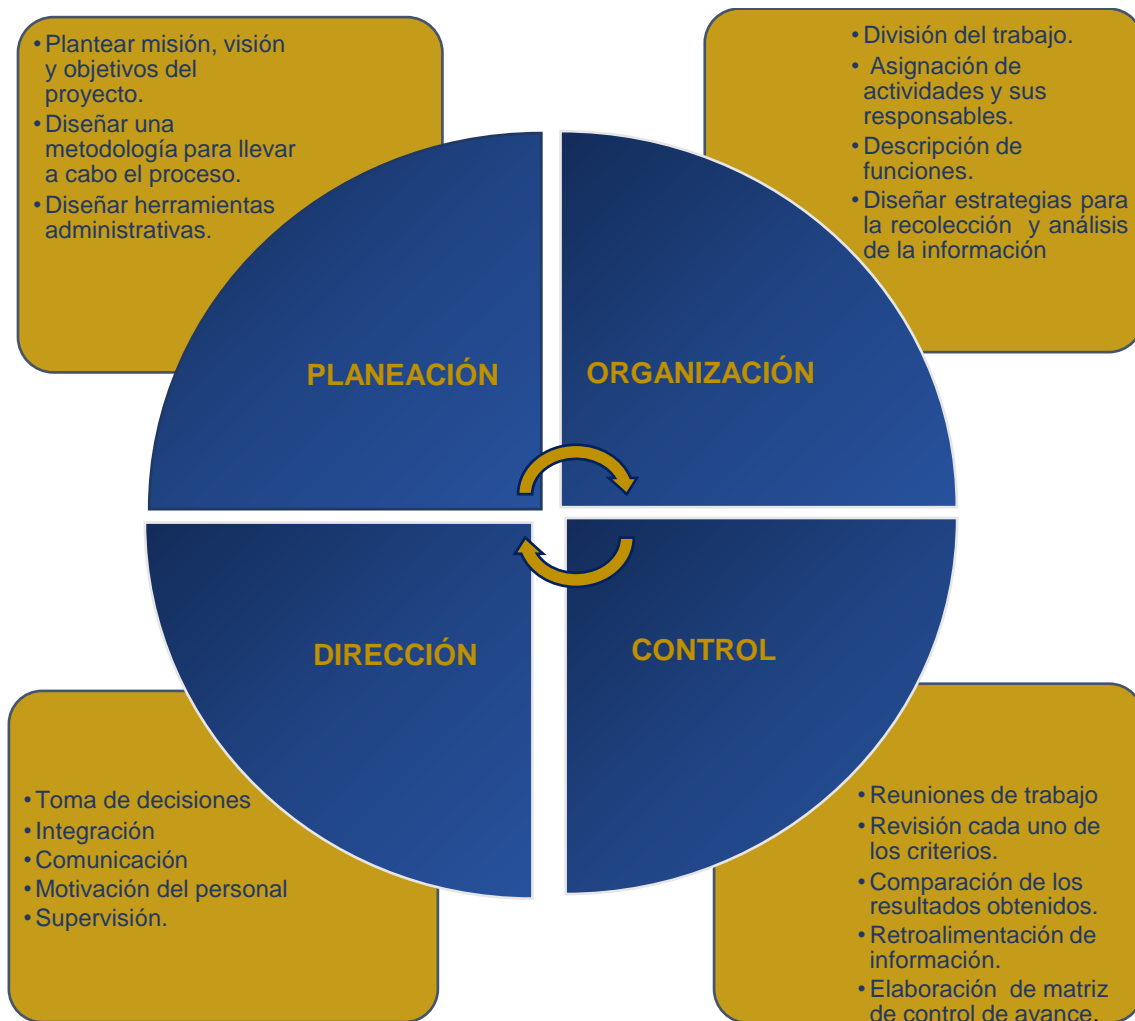 • Plantear misión, visión
y objetivos del
proyecto.
• Diseñar una
metodología para llevar
a cabo el proceso.
• Diseñar herramientas
administrativas.
• División del trabajo.
• Asignación de
actividades y sus
responsables.
• Descripción de
funciones.
• Diseñar estrategias para
la recolección y análisis
de la información
PLANEACIÓN
ORGANIZACIÓN
DIRECCIÓN
CONTROL
• Toma de decisiones
• Integración
• Comunicación
• Motivación del personal
• Supervisión.
• Reuniones de trabajo
• Revisión cada uno de
los criterios.
• Comparación de los
resultados obtenidos.
• Retroalimentación de
información.
• Elaboración de matriz
de control de avance.